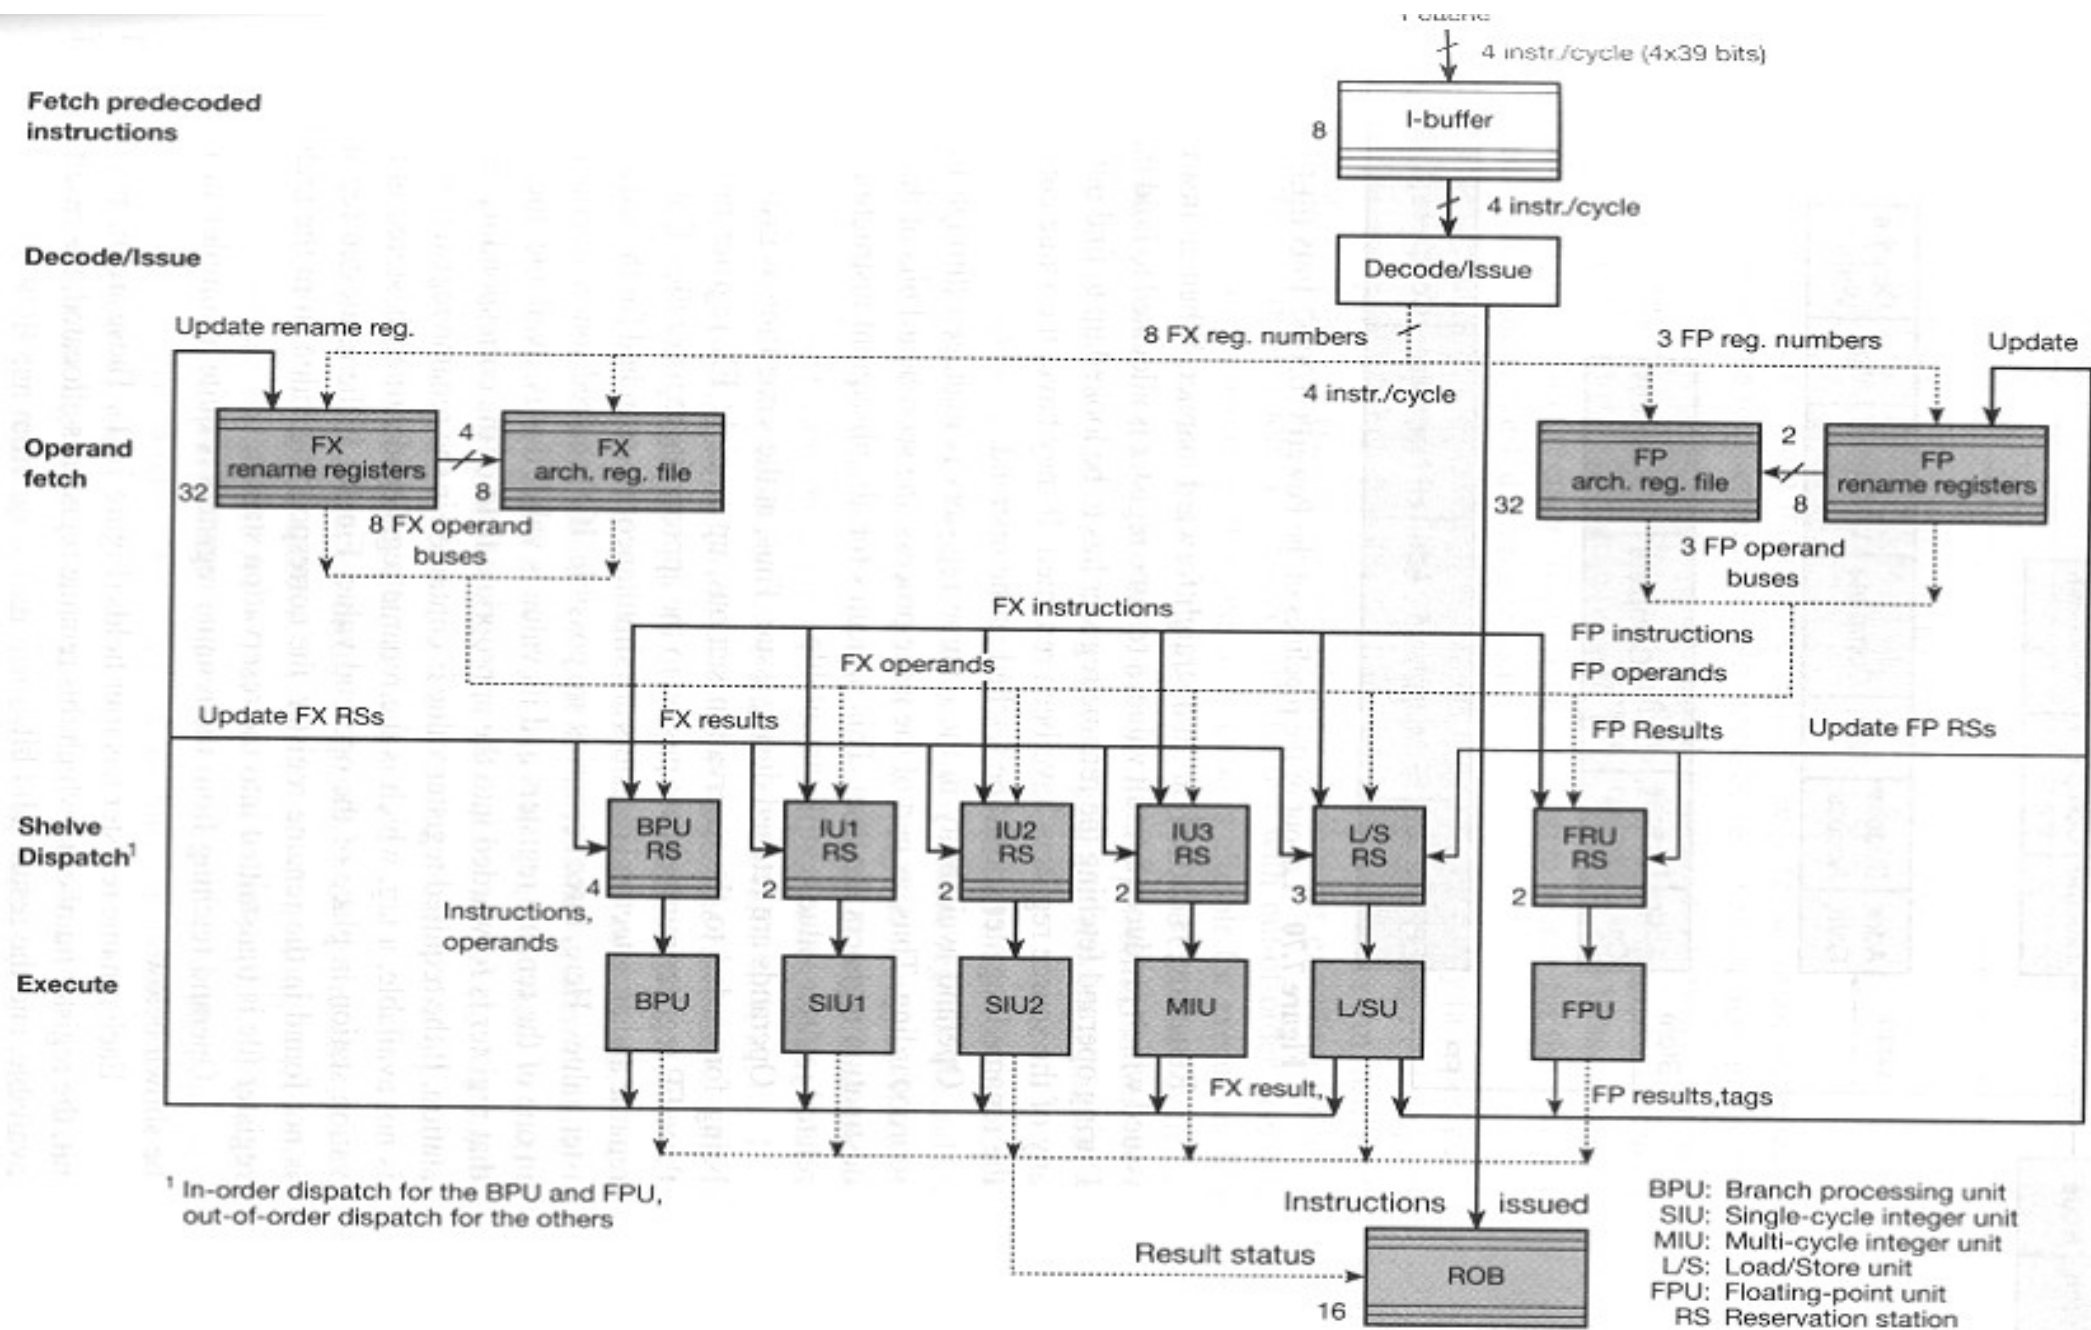 4 instr./cycle (4x39 bits)
Fetch predecoded
instructions
I-buffer
8
4 instr./cycle
Decode/Issue
Decode/Issue
Update rename reg.
8 FX reg. numbers
3 FP reg. numbers
Update
4 instr./cycle
Operand
fetch
FX
rename registers
32
4
8
FX
arch. reg. file
FP
arch. reg. file
32
2
8
FP
rename registers
8 FX operand
buses
3 FP operand
buses
FX instructions
FP instructions
FX operands
FP operands
Update FX RSs
FX results
FP Results
Update FP RSs
Shelve
Dispatch¹
BPU
RS
4
IU1
RS
2
IU2
RS
2
IU3
RS
2
L/S
RS
3
FRU
RS
2
Instructions,
operands
Execute
BPU
SIU1
SIU2
MIU
L/SU
FPU
FX result,
FP results,tags
¹ In-order dispatch for the BPU and FPU,
out-of-order dispatch for the others
Instructions issued
Result status
ROB
16
BPU: Branch processing unit
SIU: Single-cycle integer unit
MIU: Multi-cycle integer unit
L/S: Load/Store unit
FPU: Floating-point unit
RS Reservation station